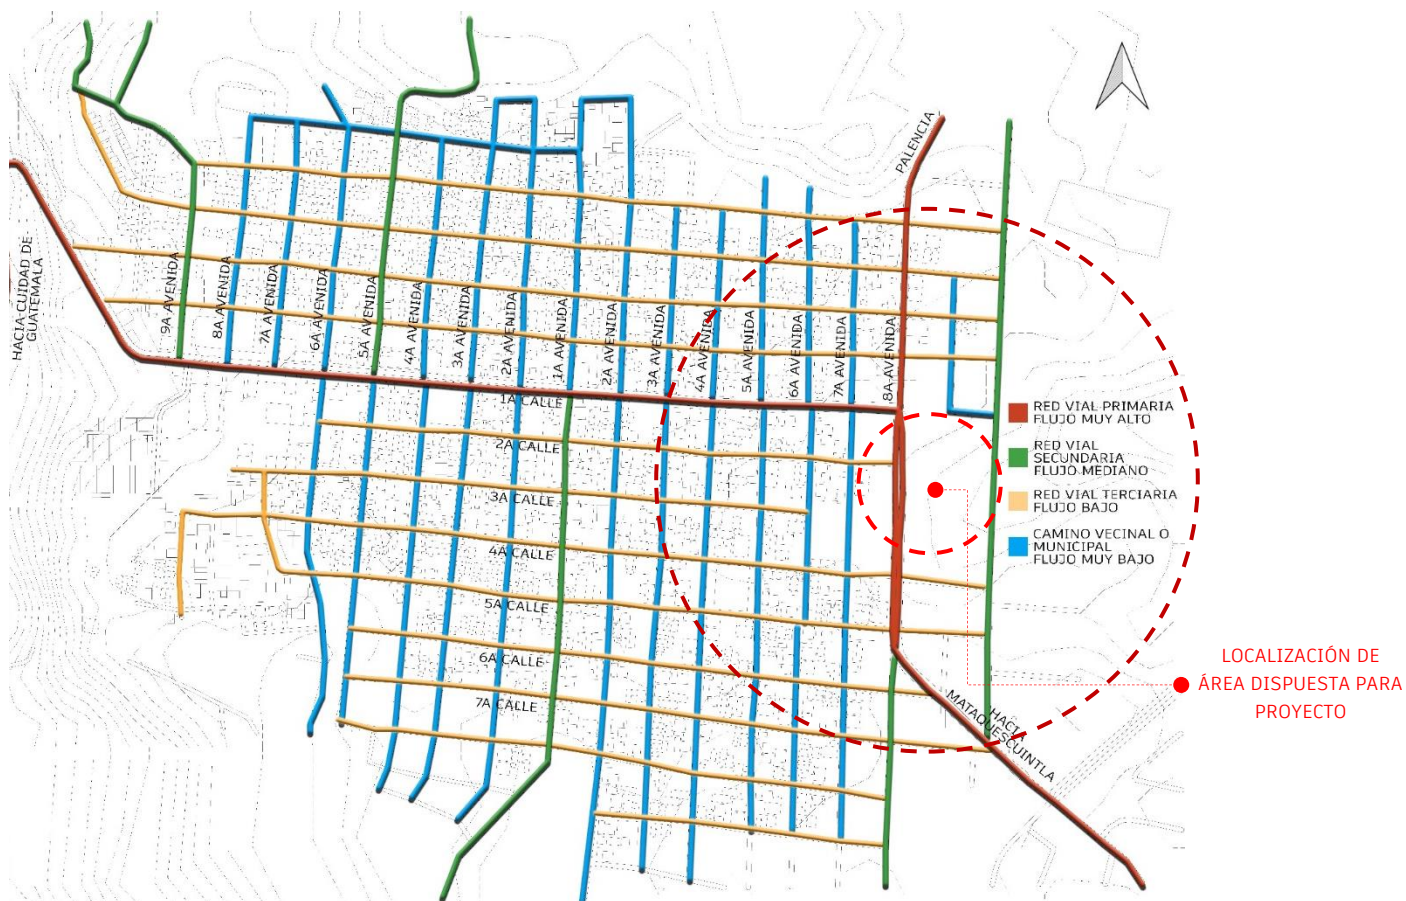 PALENCIA
HACIA CUIDAD DE
GUATEMALA
9A AVENIDA
8A AVENIDA
7A AVENIDA
6A AVENIDA
5A AVENIDA
4A AVENIDA
3A AVENIDA
2A AVENIDA
1A AVENIDA
2A AVENIDA
3A AVENIDA
4A AVENIDA
5A AVENIDA
6A AVENIDA
7A AVENIDA
8A AVENIDA
1A CALLE
2A CALLE
3A CALLE
4A CALLE
5A CALLE
6A CALLE
7A CALLE
RED VIAL PRIMARIA
FLUJO MUY ALTO
RED VIAL
SECUNDARIA
FLUJO MEDIANO
RED VIAL TERCIARIA
FLUJO BAJO
CAMINO VECINAL O
MUNICIPAL
FLUJO MUY BAJO
HACIA
MATAQUESCUINTLA
LOCALIZACIÓN DE
ÁREA DISPUESTA PARA
PROYECTO